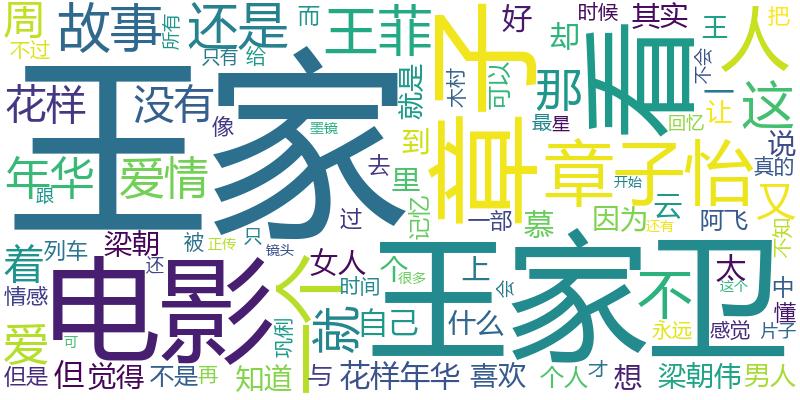 周
不过
故事
所有
还是
只有
给
而
王菲
章子
好
时候
其实
却
王
不会
把
看
人
花样
没有
像
墨镜
就是
木村
可以
那
最
星
一
让
回忆
这
说
王家
年华
跟
爱情
去
里
到
记忆
章子怡
真的
又
开始
一部
慕
因为
云
还有
阿飞
不知
过
着
列车
梁朝
还
被
正传
只
镜头
女人
个
很多
上
会
王家卫
不
太
这个
中
懂
情感
电影
一个
巩俐
时间
就
自己
什么
永远
感觉
片子
爱
可
但是
但
觉得
不是
再
知道
与
花样年华
喜欢
个人
才
想
梁朝伟
男人